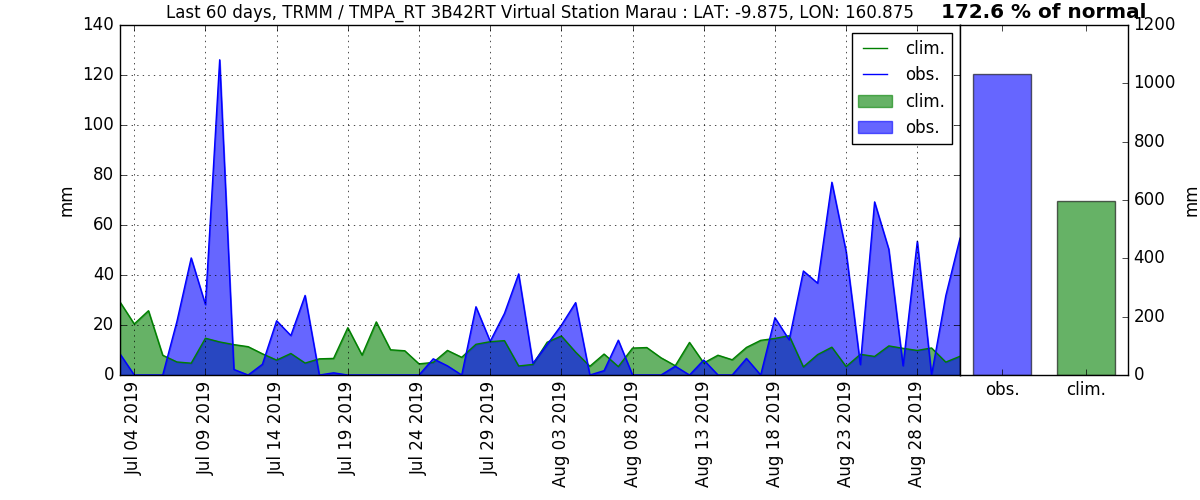 Last 60 days, TRMM / TMPA_RT 3B42RT Virtual Station Marau : LAT: -9.875, LON: 160.875
172.6 % of normal
140
120
100
80
60
40
20
0
mm
clim.
obs.
clim.
obs.
1200
1000
800
600
400
200
0
mm
Jul 04 2019
Jul 09 2019
Jul 14 2019
Jul 19 2019
Jul 24 2019
Jul 29 2019
Aug 03 2019
Aug 08 2019
Aug 13 2019
Aug 18 2019
Aug 23 2019
Aug 28 2019
obs.
clim.